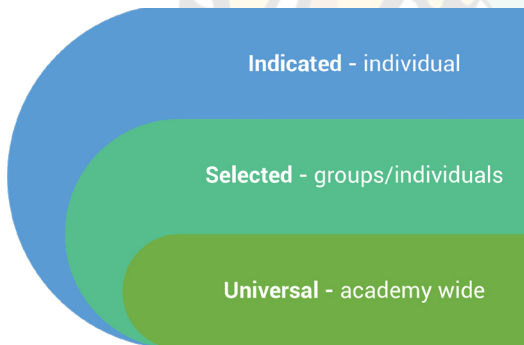 Indicated - individual
Selected - groups/individuals
Universal - academy wide